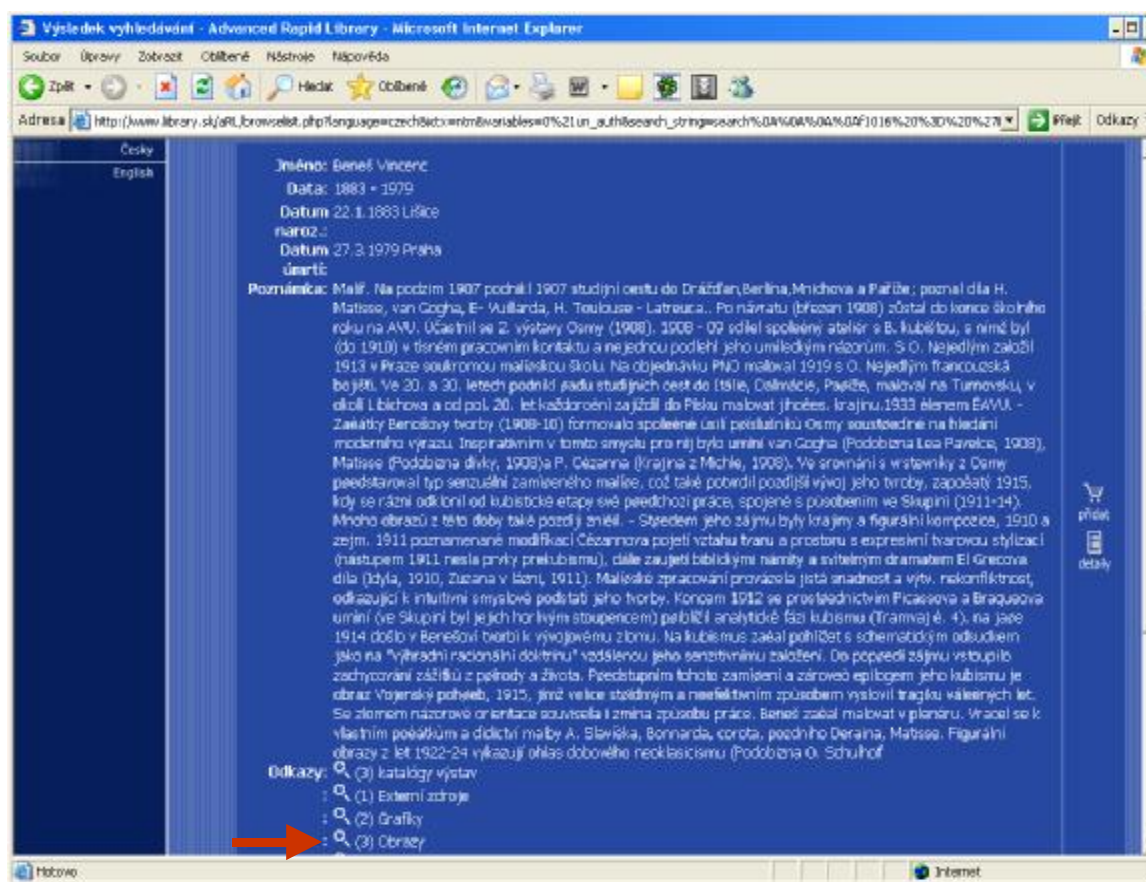 Výsledek vyhledávání - Advanced Rapid Library - Microsoft Internet Explorer
Soubor Úpravy Zobrazit Oblíbené Nástroje Nápověda
Zpět Hledat Oblíbené
Adresa Přejít Odkazy
Česky
English
Jméno: Beneš Vincenc
Data: 1883 - 1979
Datum 22.1.1883 Lišice
naroz.:
Datum 27.3.1979 Praha
úmrtí:
Poznámka: Malíř. Na podzim 1907 podnikl 1907 studijní cestu do Drážďan,Berlína,Mnichova a Paříže; poznal díla H.
Matisse, van Gogha, E- Vuillarda, H. Toulouse - Latreuca.. Po návratu (březen 1908) zůstal do konce školního
roku na AVU. Účastnil se 2. výstavy Osmy (1908). 1908 - 09 sdílel společný ateliér s B. kubištou, s nímž byl
(do 1910) v těsném pracovním kontaktu a nejednou podlehl jeho uměleckým názorům. S O. Nejedlým založil
1913 v Praze soukromou malířskou školu. Na objednávku PNO maloval 1919 s O. Nejedlým francouzská
bojiště. Ve 20. a 30. letech podnikl řadu studijních cest do Itálie, Dalmácie, Paříže, maloval na Turnovsku, v
okolí Libichova a od pol. 20. let každoročně zajížděl do Písku malovat jihočes. krajinu.1933 členem ČAVU. -
Začátky Benešovy tvorby (1908-10) formovalo společné úsilí příslušníků Osmy soustředěné na hledání
moderního výrazu. Inspirativním v tomto smyslu pro něj bylo umění van Gogha (Podobizna Lea Pavelce, 1908),
Matisse (Podobizna dívky, 1908)a P. Cézanna (Krajina z Michle, 1908). Ve srovnání s vrstevníky z Osmy
představoval typ senzuálně zaměřeného malíře, což také potvrdil pozdější vývoj jeho tvorby, započatý 1915,
kdy se rázně odklonil od kubistické etapy své předchozí práce, spojené s působením ve Skupině (1911-14).
Mnoho obrazů z této doby také později zničil. - Středem jeho zájmu byly krajiny a figurální kompozice, 1910 a
zejm. 1911 poznamenané modifikací Cézannova pojetí vztahu tvaru a prostoru s expresivní tvarovou stylizací
(nástupem 1911 nesla prvky prekubismu), dále zaujetí biblickými náměty a světelným dramatem El Grecova
díla (Idyla, 1910, Zuzana v lázni, 1911). Malířské zpracování provázela jistá snadnost a výtv. nekonfliktnost,
odkazující k intuitivně smyslové podstatě jeho tvorby. Koncem 1912 se prostřednictvím Picassova a Braqueova
umění (ve Skupině byl jejich horlivým stoupencem) přiblížil analytické fázi kubismu (Tramvaj č. 4). na jaře
1914 došlo v Benešově tvorbě k vývojovému zlomu. Na kubismus začal pohlížet s schematickým odsudkem
jako na "výhradní racionální doktrínu" vzdálenou jeho senzitivnímu založení. Do popředí zájmu vstoupilo
zachycování zážitků z přírody a života. Předstupněm tohoto zaměření a zároveň epilogem jeho kubismu je
obraz Vojenský pohřeb, 1915, jímž velice střídmým a neefektivním způsobem vyslovil tragiku válečných let.
Se zlomem názorové orientace souvisela i změna způsobu práce. Beneš začal malovat v plenéru. Vracel se k
vlastním počátkům a dědictví malby A. Slavíčka, Bonnarda, corota, pozdního Deraina, Matisse. Figurální
obrazy z let 1922-24 vykazují ohlas dobového neoklasicismu (Podobizna O. Schulhof
přidat
detaily
Odkazy: (3) katalógy výstav
: (1) Externí zdroje
: (2) Grafiky
: (3) Obrazy
Hotovo Internet